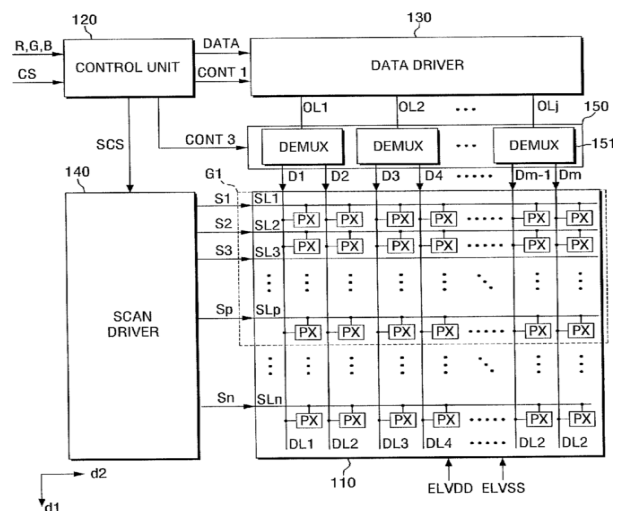 120
130
R,G,B
CS
CONTROL UNIT
DATA
CONT 1
DATA DRIVER
OL1 OL2 OLj
150
SCS
CONT 3
DEMUX DEMUX DEMUX
151
140
G1
D1 D2 D3 D4 Dm-1 Dm
S1 SL1
PX PX PX PX PX PX
S2 SL2
PX PX PX PX PX PX
S3 SL3
SCAN DRIVER
Sp SLp
PX PX PX PX PX PX
Sn SLn
PX PX PX PX PX PX
DL1 DL2 DL3 DL4 DL2 DL2
110
ELVDD ELVSS
d2
d1